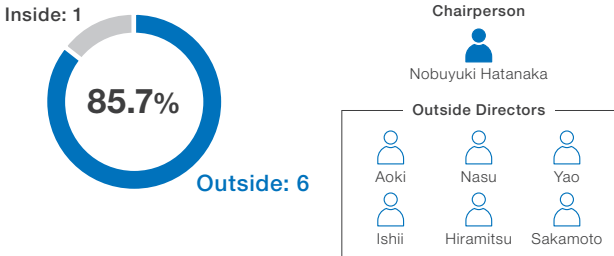 Inside: 1
85.7%
Outside: 6
Chairperson
Nobuyuki Hatanaka
Outside Directors
Aoki Nasu Yao
Ishii Hiramitsu Sakamoto